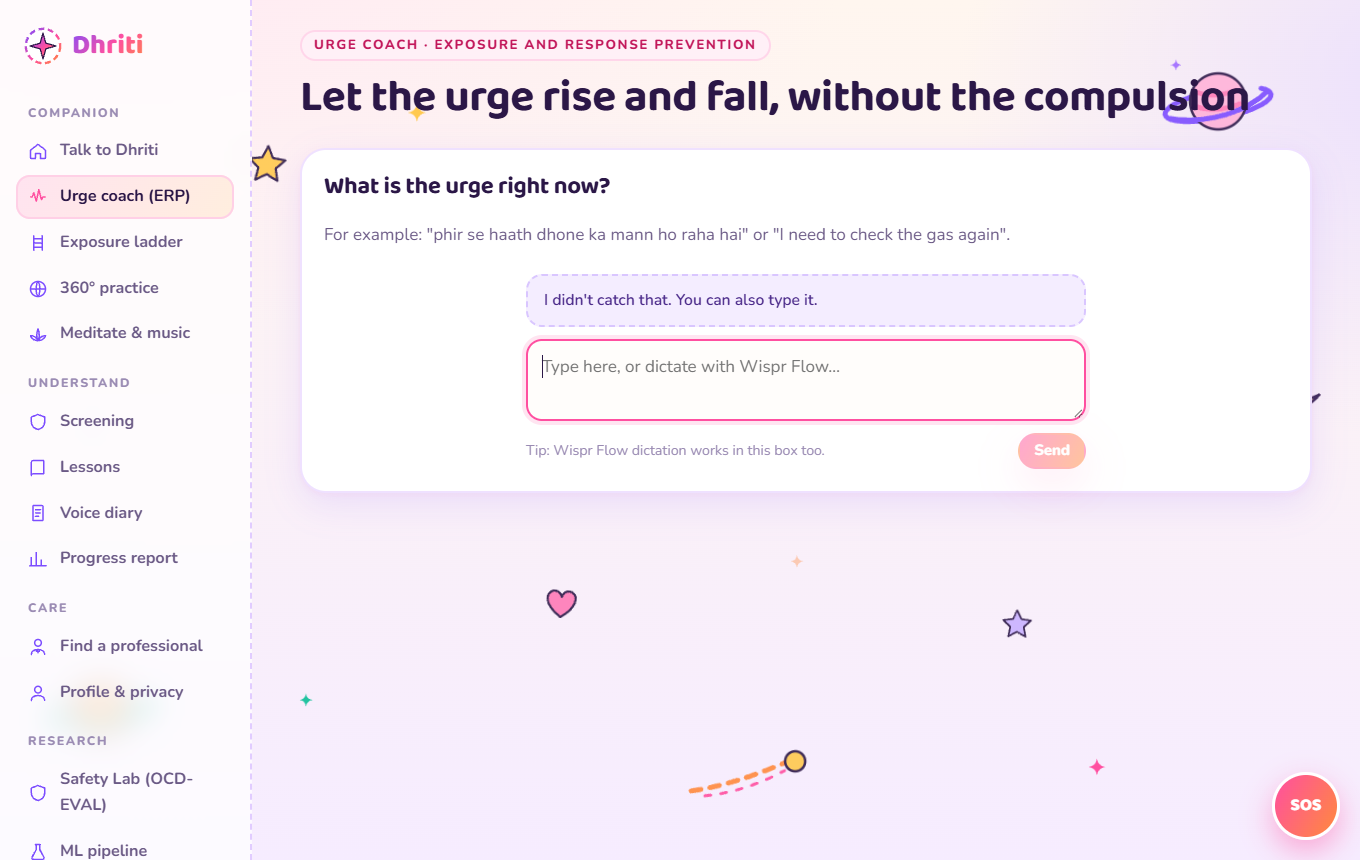 Dhriti
COMPANION
Talk to Dhriti
Urge coach (ERP)
Exposure ladder
360° practice
Meditate & music
UNDERSTAND
Screening
Lessons
Voice diary
Progress report
CARE
Find a professional
Profile & privacy
RESEARCH
Safety Lab (OCD-
EVAL)
ML pipeline
URGE COACH · EXPOSURE AND RESPONSE PREVENTION
Let the urge rise and fall, without the compulsion
What is the urge right now?
For example: "phir se haath dhone ka mann ho raha hai" or "I need to check the gas again".
I didn't catch that. You can also type it.
Type here, or dictate with Wispr Flow...
Tip: Wispr Flow dictation works in this box too.
Send
SOS